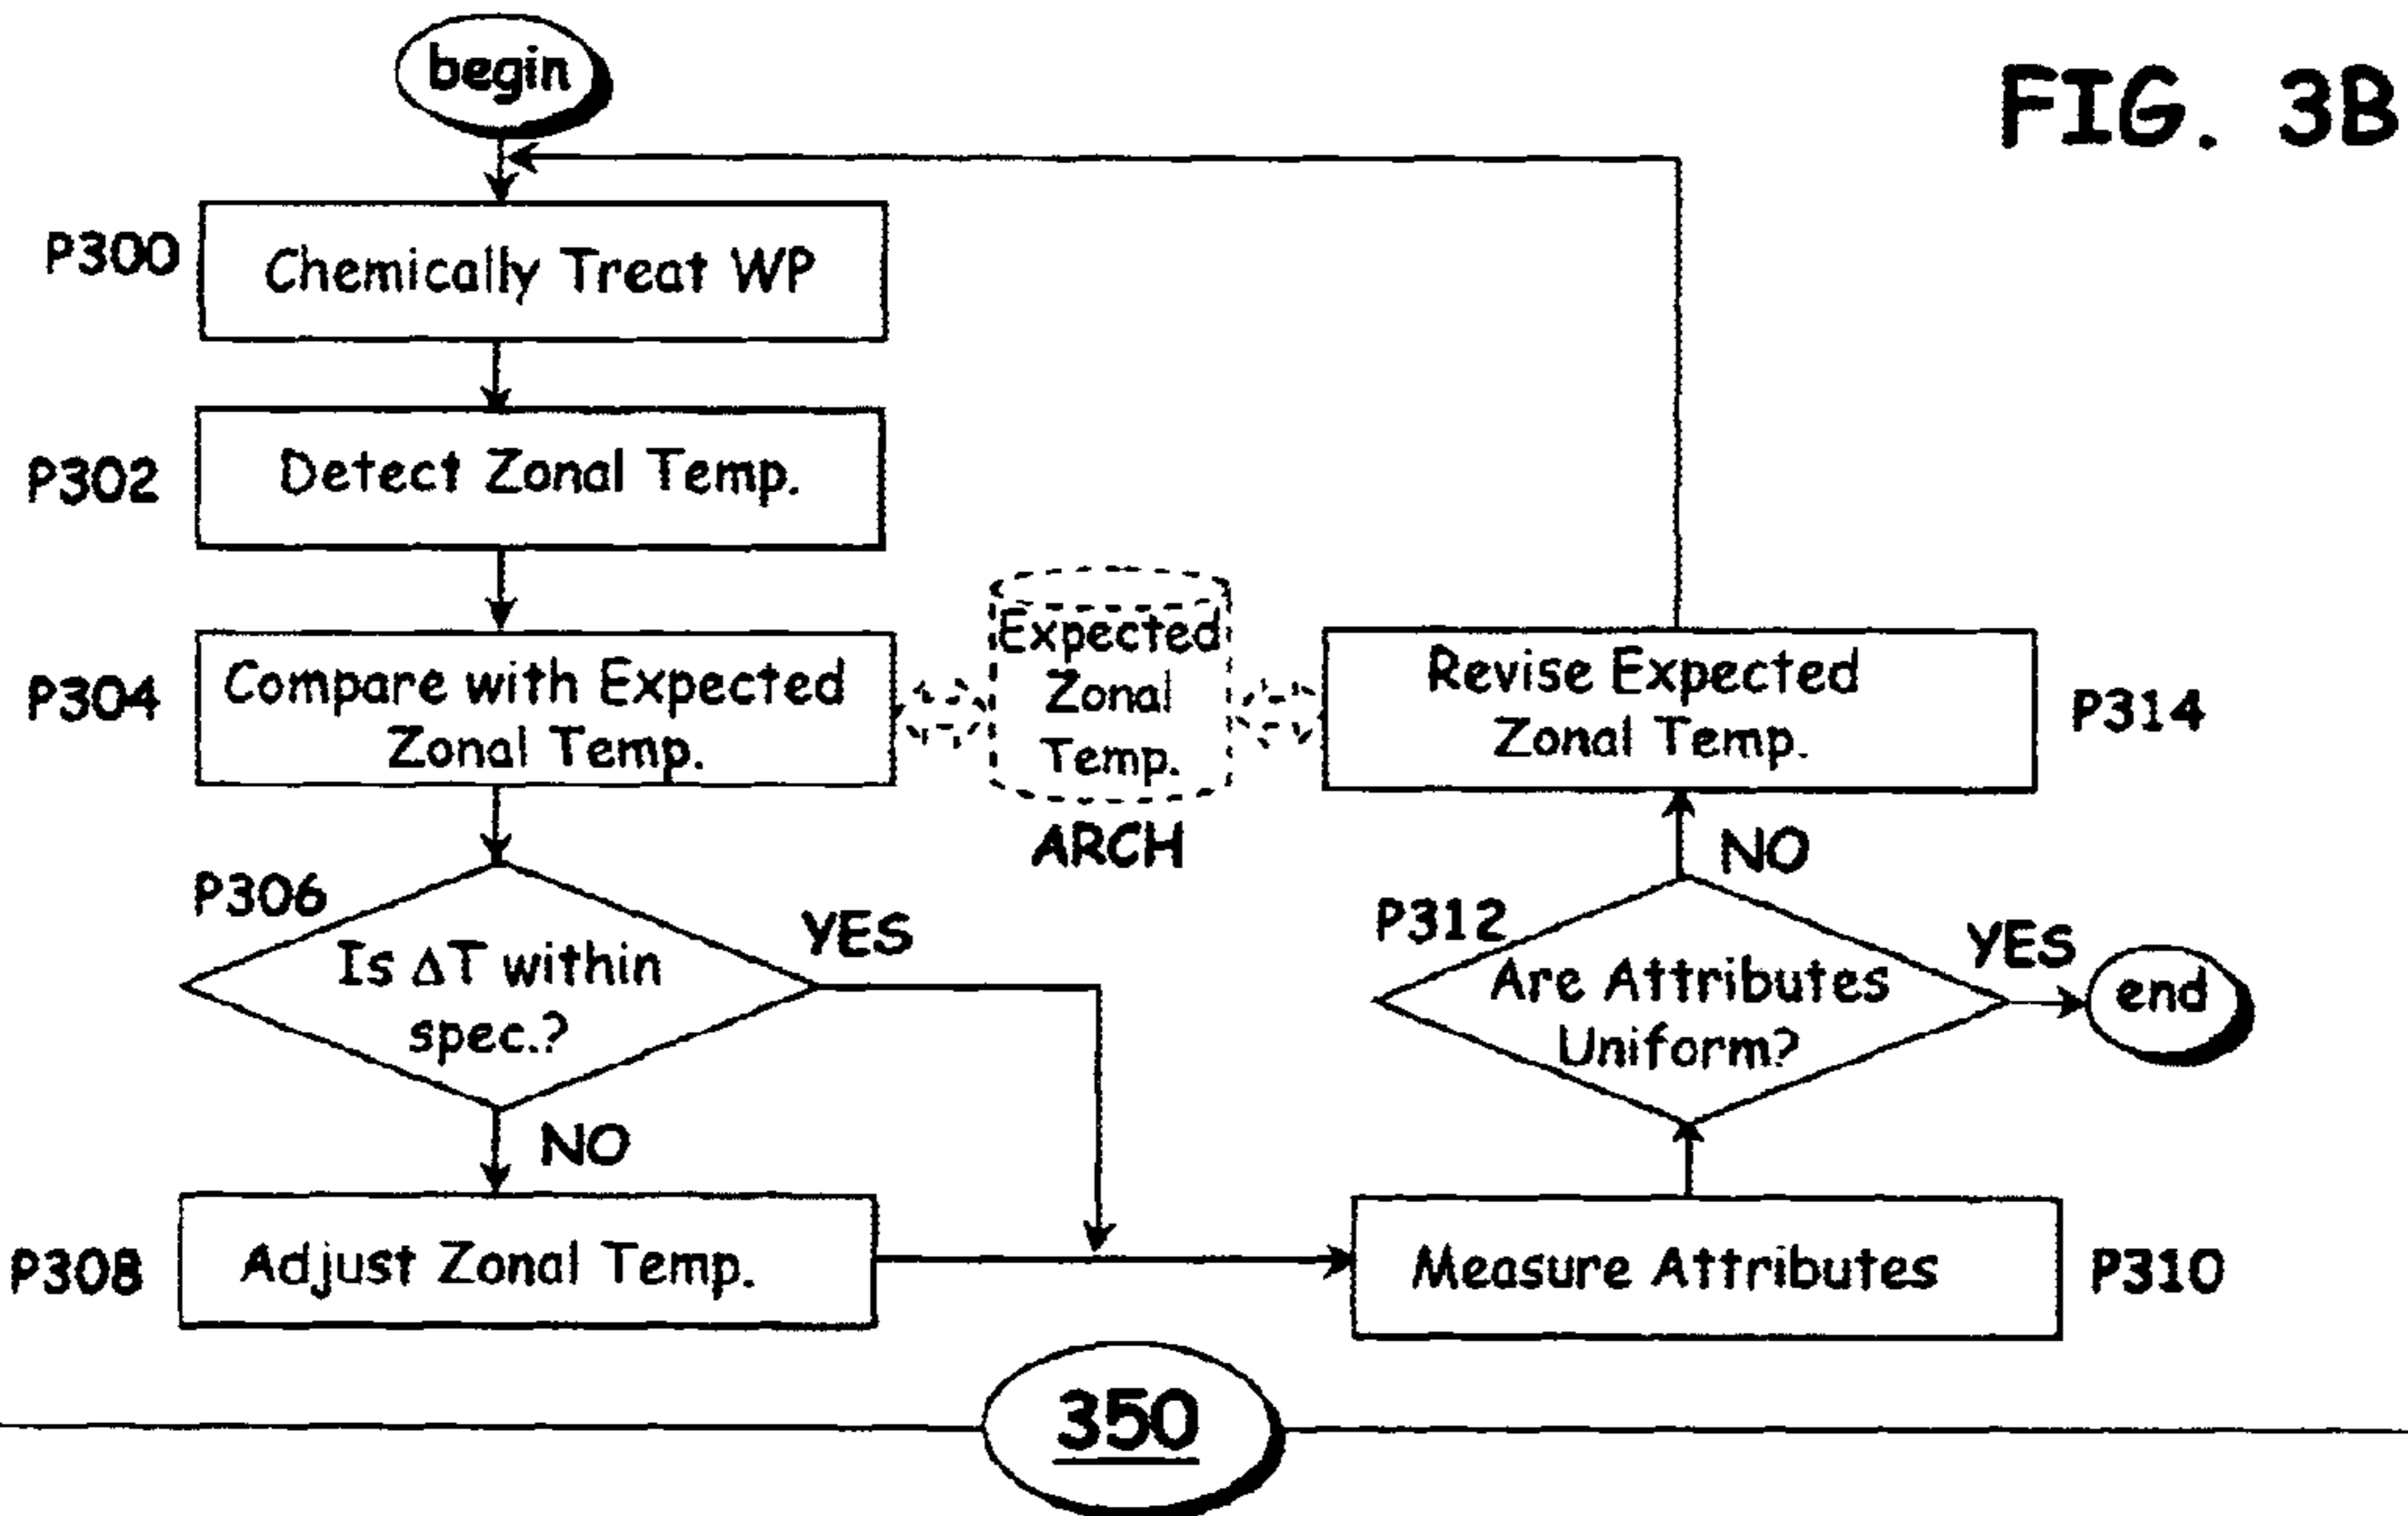 begin
FIG. 3B
P300
Chemically Treat WP
P302
Detect Zonal Temp.
P304
Compare with Expected
Zonal Temp.
Expected
Zonal
Temp.
ARCH
Revise Expected
Zonal Temp.
P314
P306
Is ΔT within
spec.?
YES
NO
P308
Adjust Zonal Temp.
Measure Attributes
P310
P312
Are Attributes
Uniform?
NO
YES
end
350